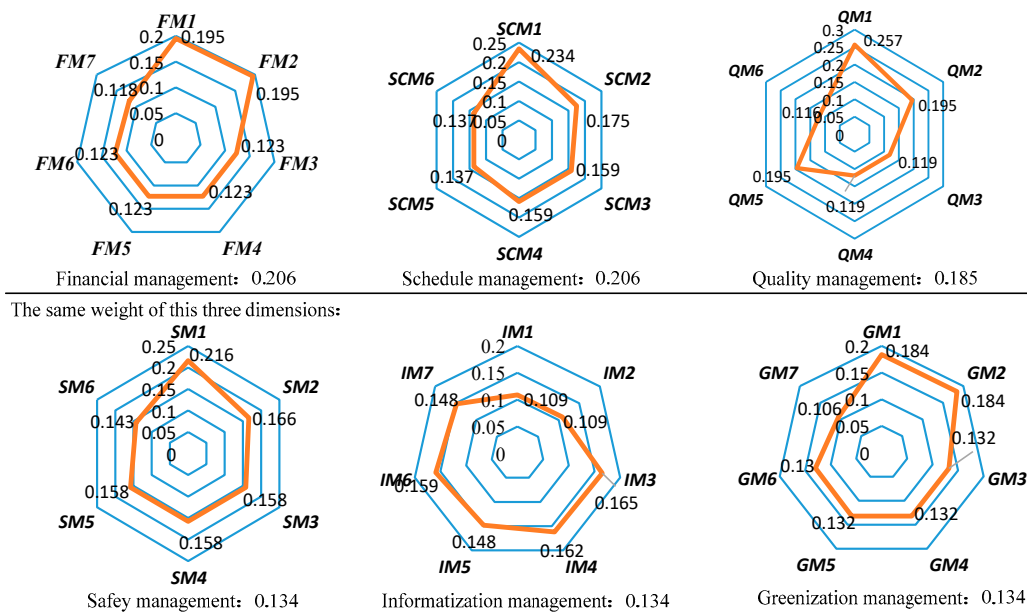 FM1
0.2
0.195
FM7
FM2
0.15
0.118
0.1
0.195
0.05
0
FM6
0.123
0.123
FM3
0.123
0.123
FM5
FM4
Financial management: 0.206
SCM1
0.25
0.234
SCM6
0.2
SCM2
0.15
0.1
0.137
0.05
0.175
0
0.137
0.159
SCM5
SCM3
0.159
SCM4
Schedule management: 0.206
QM1
0.3
0.257
0.25
QM6
0.2
QM2
0.15
0.195
0.1
0.116
0.05
0
0.119
0.195
QM5
QM3
0.119
QM4
Quality management: 0.185
The same weight of this three dimensions:
SM1
0.25
0.216
0.2
SM6
SM2
0.15
0.143
0.1
0.166
0.05
0
0.158
0.158
SM5
SM3
0.158
SM4
Safey management: 0.134
IM1
0.2
IM7
0.15
IM2
0.148
0.1
0.109
0.109
0.05
0
IM6
0.159
IM3
0.165
0.148
0.162
IM5
IM4
Informatization management: 0.134
GM1
0.2
0.184
GM7
GM2
0.15
0.184
0.106
0.1
0.05
0.132
0
GM6
0.13
GM3
0.132
0.132
GM5
GM4
Greenization management: 0.134